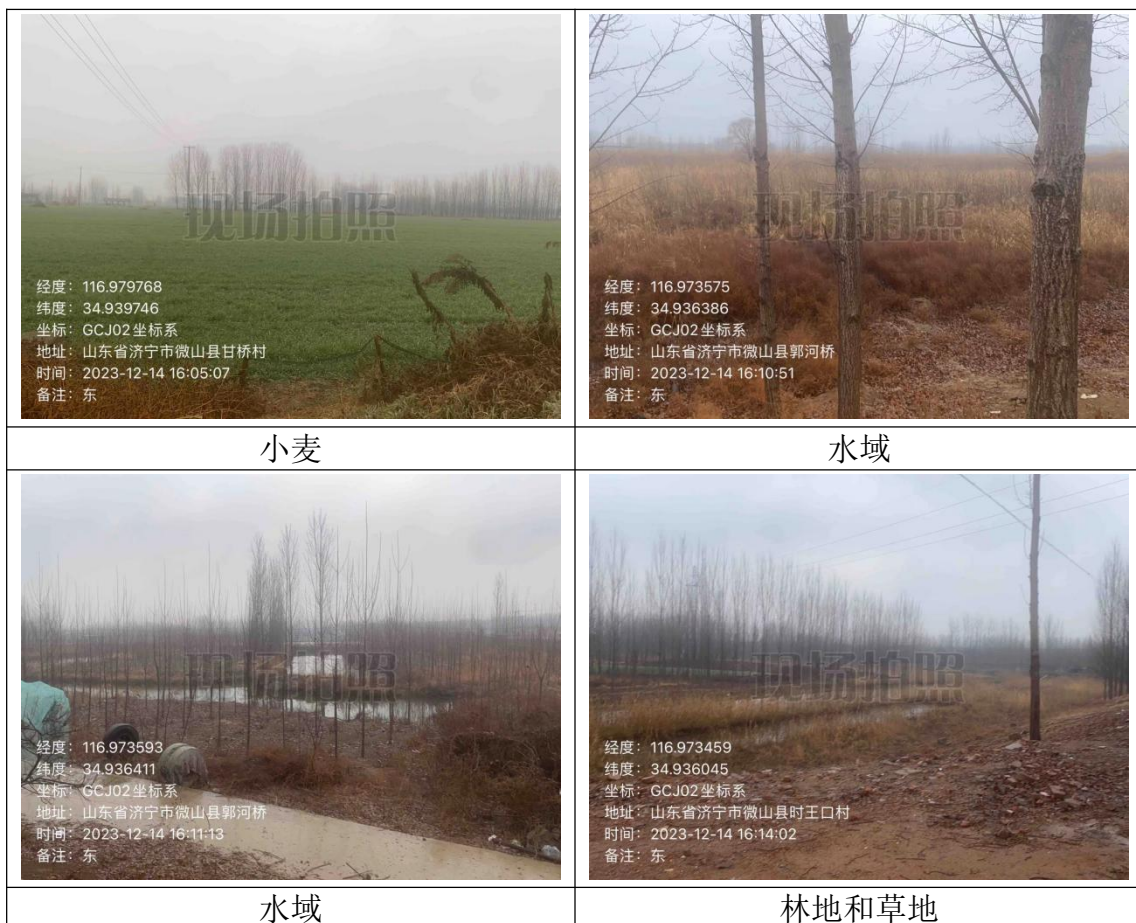 现场拍照
经度：116.979768
纬度：34.939746
坐标：GCJ02坐标系
地址：山东省济宁市微山县甘桥村
时间：2023-12-14 16:05:07
备注：东
现场拍照
经度：116.973575
纬度：34.936386
坐标：GCJ02坐标系
地址：山东省济宁市微山县郭河桥
时间：2023-12-14 16:10:51
备注：东
小麦
水域
现场拍照
经度：116.973593
纬度：34.936411
坐标：GCJ02坐标系
地址：山东省济宁市微山县郭河桥
时间：2023-12-14 16:11:13
备注：东
现场拍照
经度：116.973459
纬度：34.936045
坐标：GCJ02坐标系
地址：山东省济宁市微山县时王口村
时间：2023-12-14 16:14:02
备注：东
水域
林地和草地